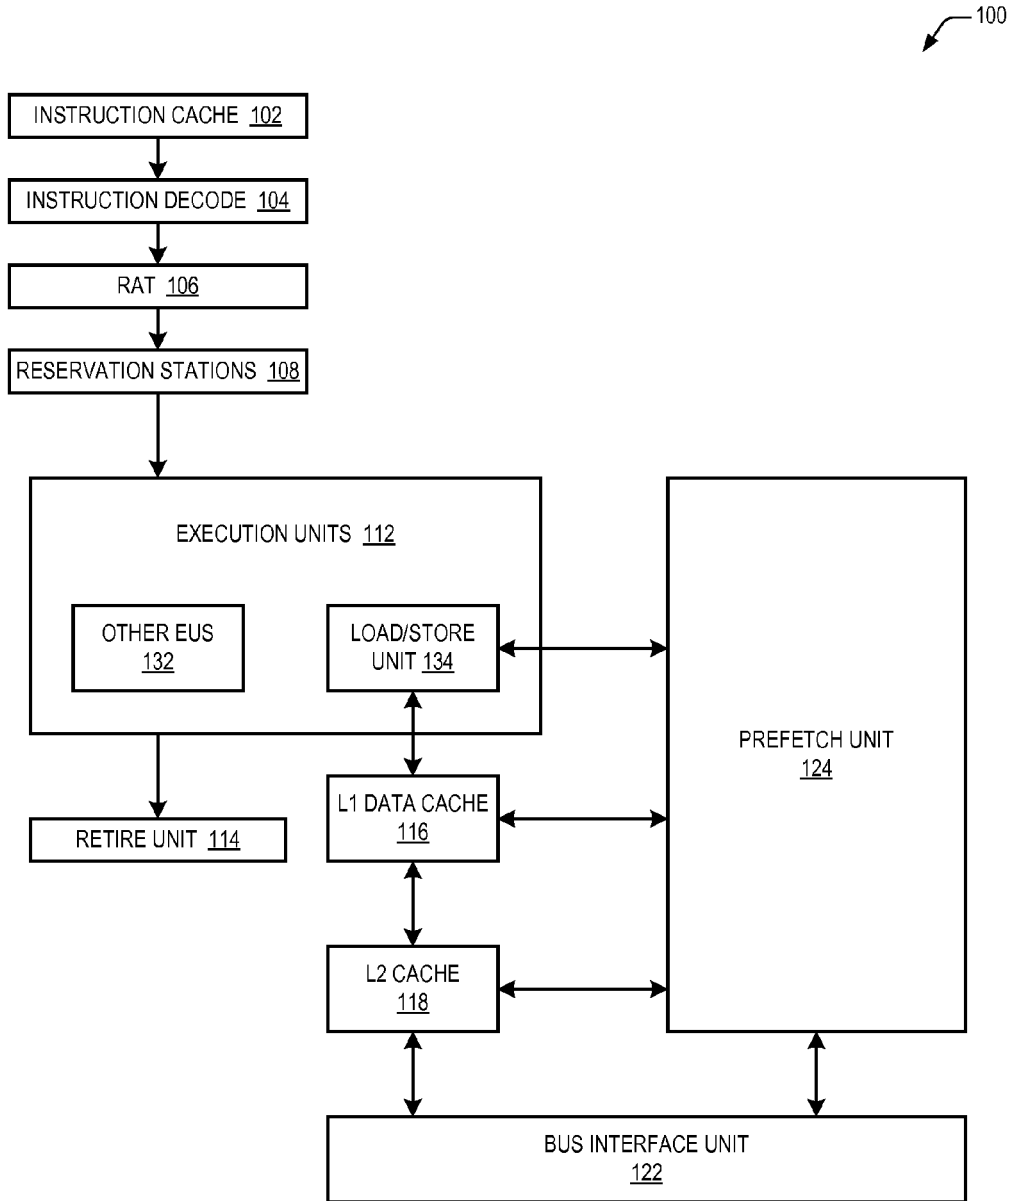 100
INSTRUCTION CACHE 102
INSTRUCTION DECODE 104
RAT 106
RESERVATION STATIONS 108
EXECUTION UNITS 112
OTHER EUS
132
LOAD/STORE
UNIT 134
PREFETCH UNIT
124
L1 DATA CACHE
116
RETIRE UNIT 114
L2 CACHE
118
BUS INTERFACE UNIT
122